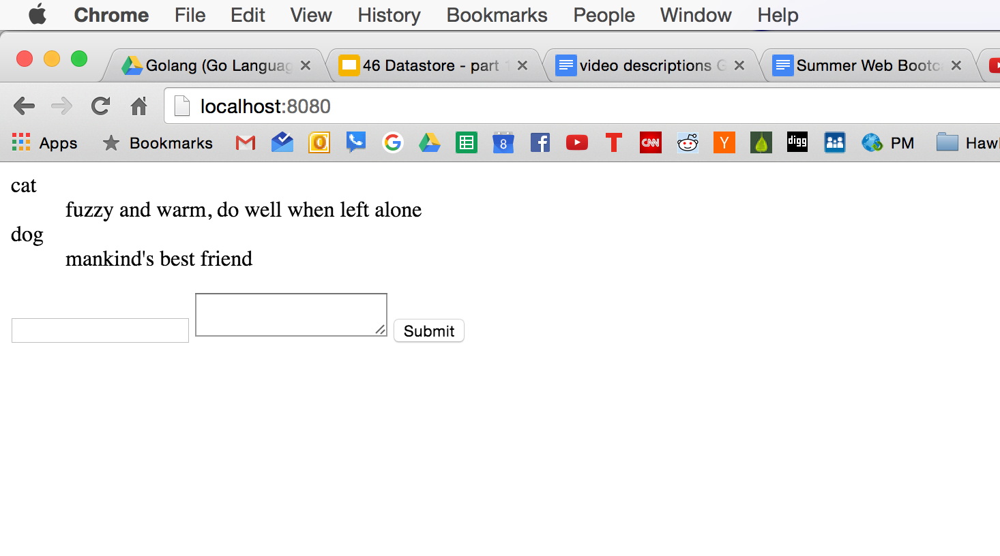 Chrome File Edit View History Bookmarks People Window Help
Golang (Go Languag 46 Datastore - part 1 video descriptions G Summer Web Bootc
localhost:8080
Apps Bookmarks O G 8 f T CNN Y digg PM Hawl
cat
fuzzy and warm, do well when left alone
dog
mankind's best friend
Submit